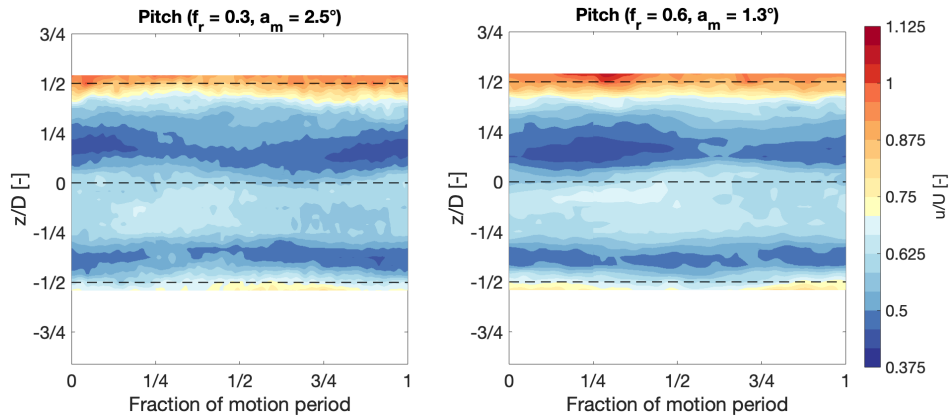 Pitch (f_r = 0.3, a_m = 2.5°)
3/4
1/2
1/4
0
-1/4
-1/2
-3/4
z/D [-]
0 1/4 1/2 3/4 1
Fraction of motion period
Pitch (f_r = 0.6, a_m = 1.3°)
3/4
1/2
1/4
0
-1/4
-1/2
-3/4
z/D [-]
0 1/4 1/2 3/4 1
Fraction of motion period
1.125
1
0.875
0.75
0.625
0.5
0.375
u/U [-]